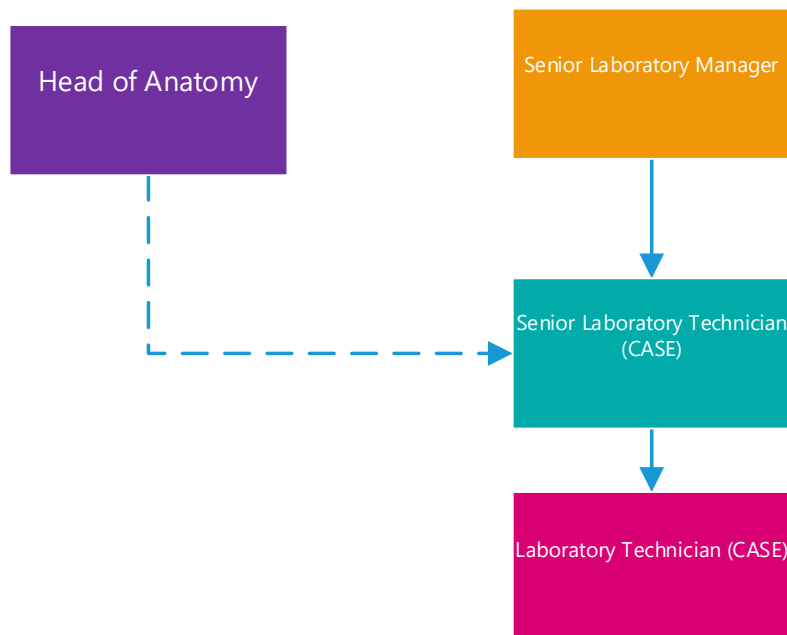 Head of Anatomy
Senior Laboratory Manager
Senior Laboratory Technician
(CASE)
Laboratory Technician (CASE)